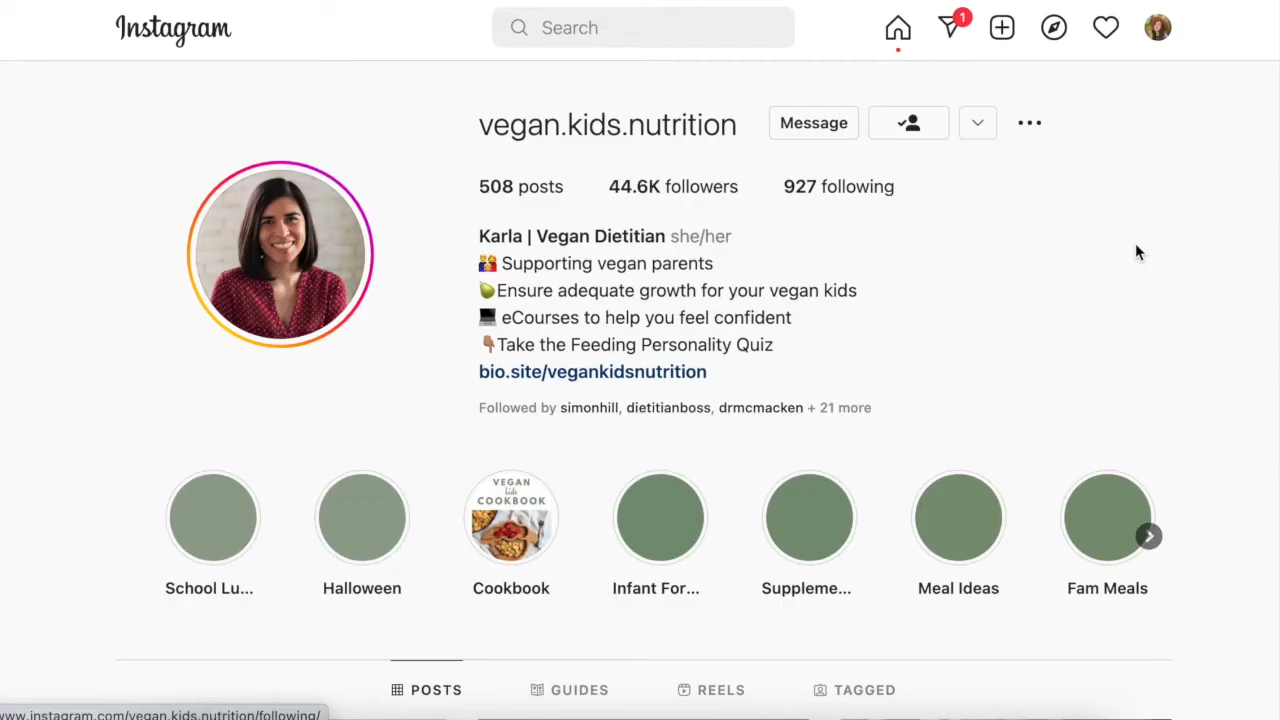 Instagram
Search
1
vegan.kids.nutrition Message
508 posts 44.6K followers 927 following
Karla | Vegan Dietitian she/her
Supporting vegan parents
Ensure adequate growth for your vegan kids
eCourses to help you feel confident
Take the Feeding Personality Quiz
bio.site/vegankidsnutrition
Followed by simonhill, dietitianboss, drmcmacken + 21 more
VEGAN
kids
COOKBOOK
School Lu... Halloween Cookbook Infant For... Suppleme... Meal Ideas Fam Meals
POSTS GUIDES REELS TAGGED
www.instagram.com/vegan.kids.nutrition/following/